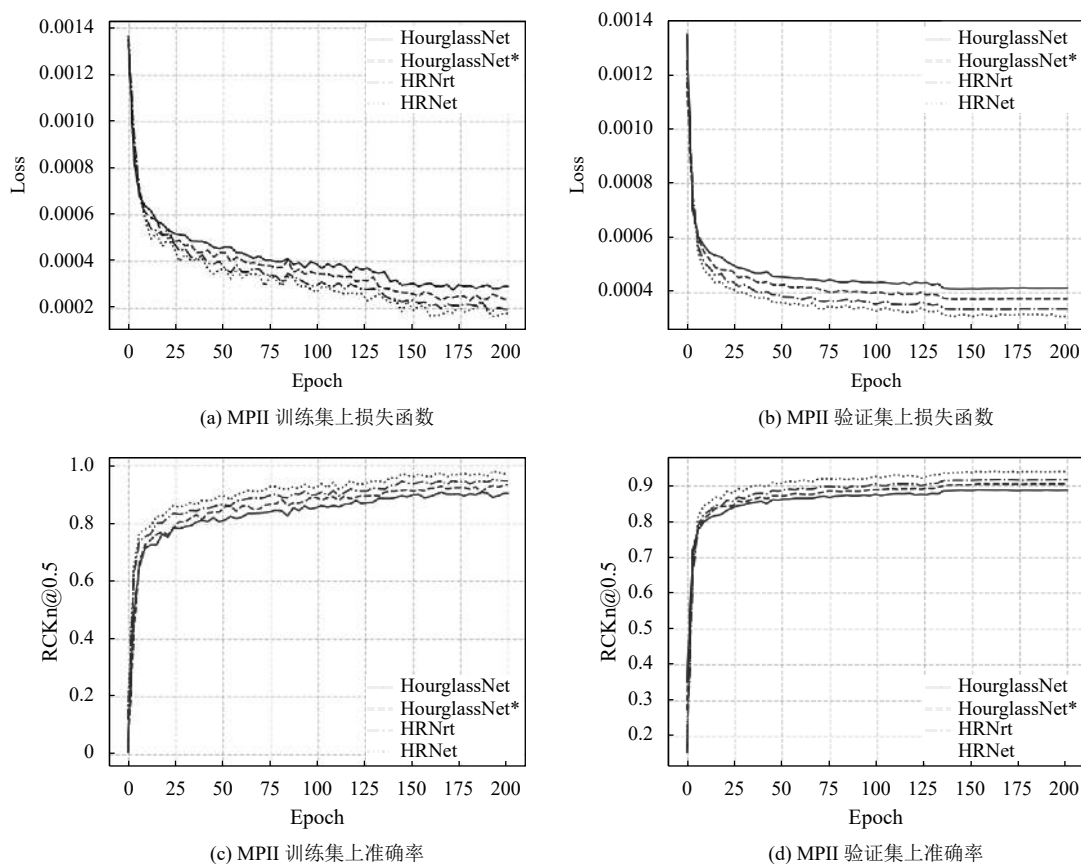 0.0014
0.0012
0.0010
0.0008
0.0006
0.0004
0.0002
Loss
HourglassNet
HourglassNet*
HRNrt
HRNet
0 25 50 75 100 125 150 175 200
Epoch
(a) MPII 训练集上损失函数
0.0014
0.0012
0.0010
0.0008
0.0006
0.0004
Loss
HourglassNet
HourglassNet*
HRNrt
HRNet
0 25 50 75 100 125 150 175 200
Epoch
(b) MPII 验证集上损失函数
1.0
0.8
0.6
0.4
0.2
0
RCKn@0.5
HourglassNet
HourglassNet*
HRNrt
HRNet
0 25 50 75 100 125 150 175 200
Epoch
(c) MPII 训练集上准确率
0.9
0.8
0.7
0.6
0.5
0.4
0.3
0.2
RCKn@0.5
HourglassNet
HourglassNet*
HRNrt
HRNet
0 25 50 75 100 125 150 175 200
Epoch
(d) MPII 验证集上准确率